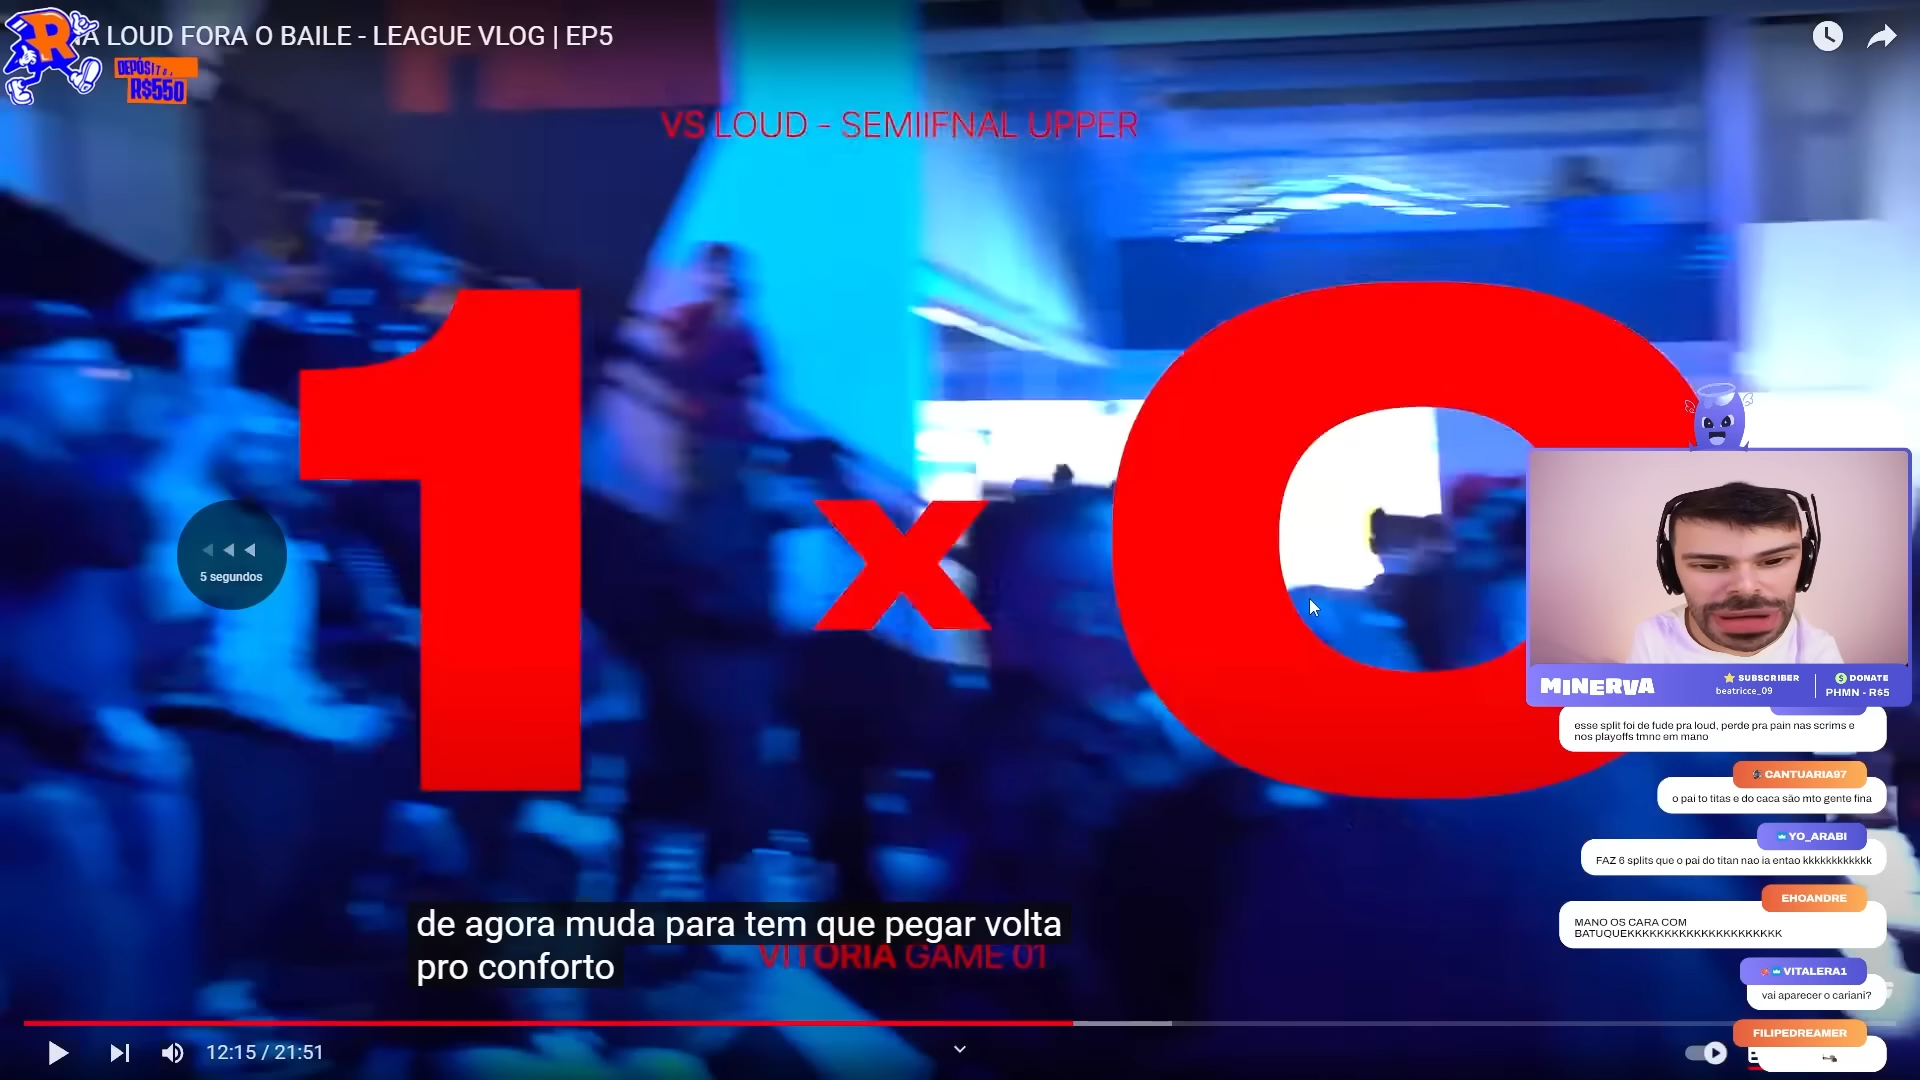 A LOUD FORA O BAILE - LEAGUE VLOG | EP5
R
DEPÓSITO
R$550
VS LOUD - SEMIIFNAL UPPER
1 x 0
5 segundos
MINERVA
SUBSCRIBER
beatricce_09
DONATE
PHMN - R$5
esse split foi de fude pra loud, perde pra pain nas scrims e
nos playoffs tmnc em mano
CANTUARIA97
o pai to titas e do caca são mto gente fina
YO_ARABI
FAZ 6 splits que o pai do titan nao ia entao kkkkkkkkkkkk
EHOANDRE
MANO OS CARA COM
BATUQUEKKKKKKKKKKKKKKKKKKKKKK
VITALERA1
vai aparecer o cariani?
FILIPEDREAMER
de agora muda para tem que pegar volta
pro conforto
VITORIA GAME 01
12:15 / 21:51